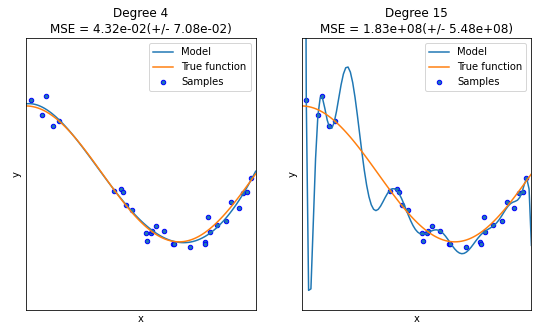 Degree 4
MSE = 4.32e-02(+/- 7.08e-02)
Model
True function
Samples
y
x
Degree 15
MSE = 1.83e+08(+/- 5.48e+08)
Model
True function
Samples
y
x